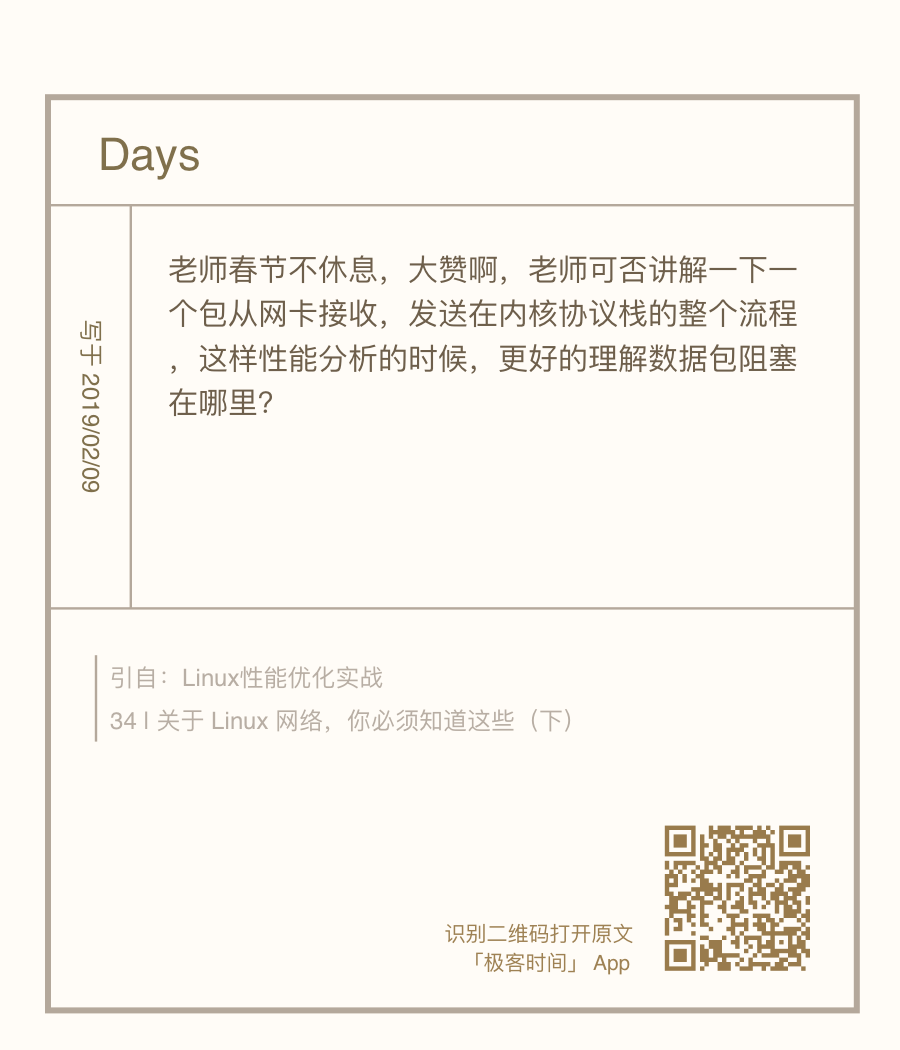 Days
写于 2019/02/09
老师春节不休息，大赞啊，老师可否讲解一下一
个包从网卡接收，发送在内核协议栈的整个流程
，这样性能分析的时候，更好的理解数据包阻塞
在哪里？
引自：Linux性能优化实战
34 | 关于 Linux 网络，你必须知道这些（下）
识别二维码打开原文
「极客时间」 App